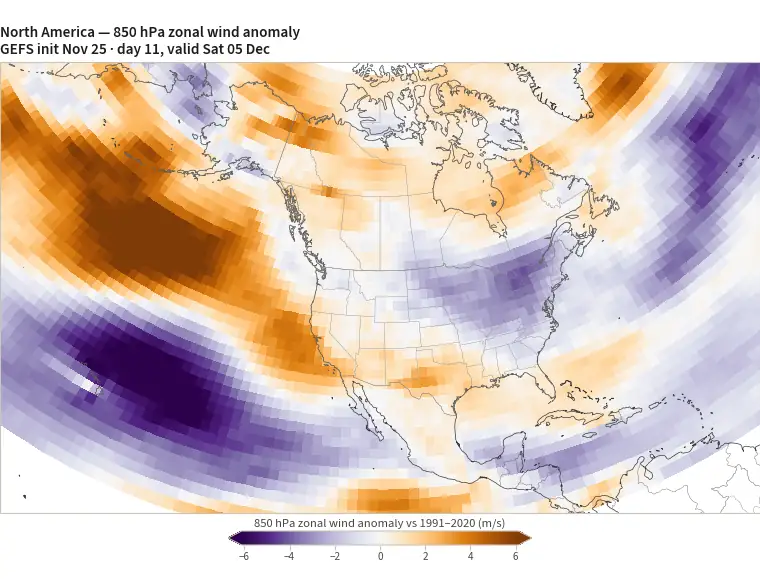 North America — 850 hPa zonal wind anomaly
GEFS init Nov 25 · day 11, valid Sat 05 Dec
850 hPa zonal wind anomaly vs 1991–2020 (m/s)
−6 −4 −2 0 2 4 6